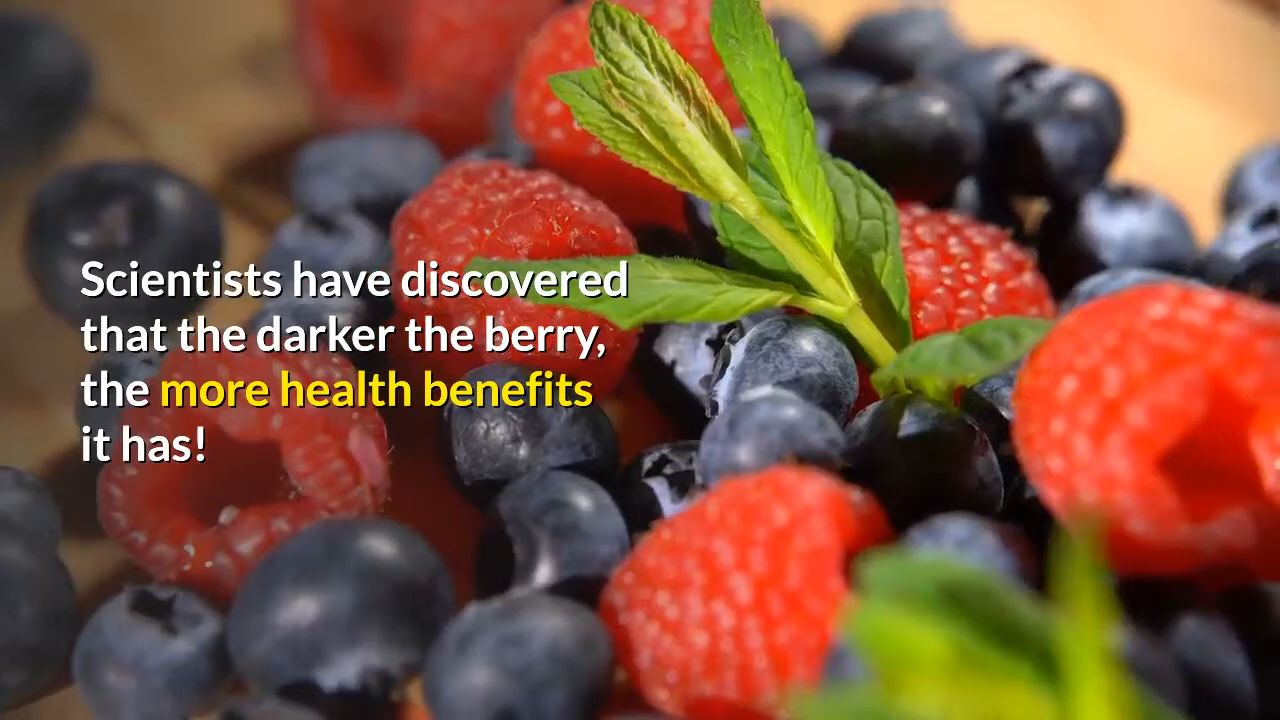 Scientists have discovered
that the darker the berry,
the more health benefits
it has!